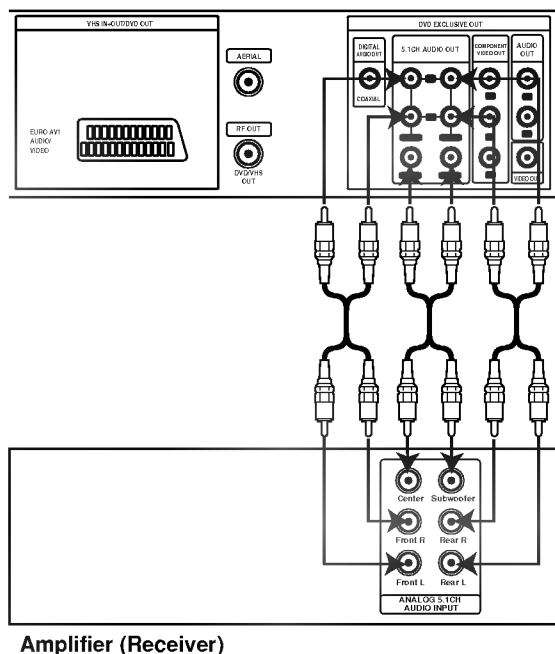 VHS IN+OUT/DVD OUT
DVD EXCLUSIVE OUT
AERIAL
DIGITAL
AUDIO OUT
5.1CH AUDIO OUT
COMPONENT
VIDEO OUT
AUDIO
OUT
COAXIAL
EURO AV1
AUDIO/
VIDEO
RF.OUT
DVD/VHS
OUT
VIDEO OUT
Center
Subwoofer
Front R
Rear R
Front L
Rear L
ANALOG 5.1CH
AUDIO INPUT
Amplifier (Receiver)